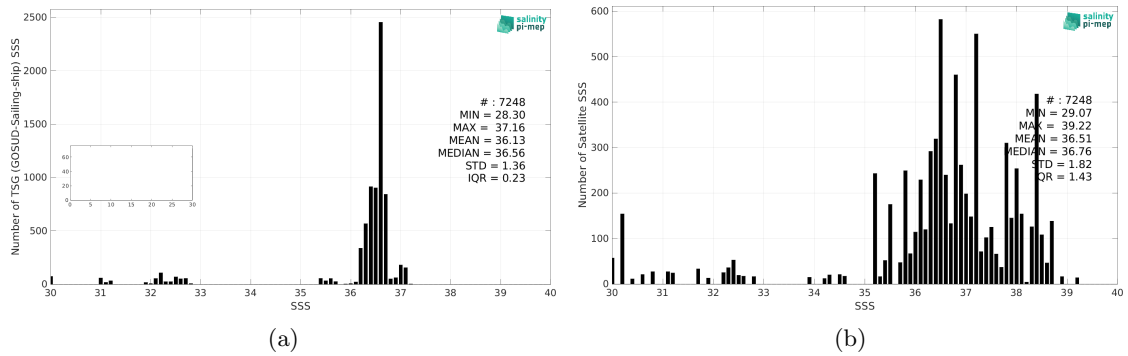 2500
2000
1500
1000
500
0
Number of TSG (GOSUD-Sailing-ship) SSS
60
40
20
0
0 5 10 15 20 25 30
salinity
pi-mep
# : 7248
MIN = 28.30
MAX = 37.16
MEAN = 36.13
MEDIAN = 36.56
STD = 1.36
IQR = 0.23
30 31 32 33 34 35 36 37 38 39 40
SSS
(a)
600
500
400
300
200
100
0
Number of Satellite SSS
salinity
pi-mep
# : 7248
MIN = 29.07
MAX = 39.22
MEAN = 36.51
MEDIAN = 36.76
STD = 1.82
IQR = 1.43
30 31 32 33 34 35 36 37 38 39 40
SSS
(b)